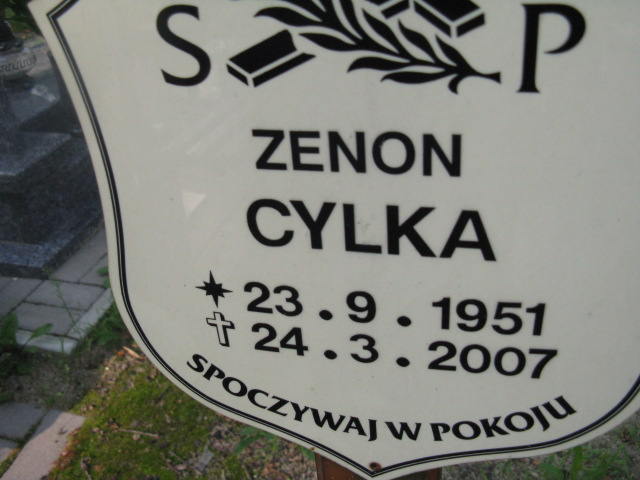 S P
ZENON
CYLKA
23.9.1951
24.3.2007
SPOCZYWAJ W POKOJU